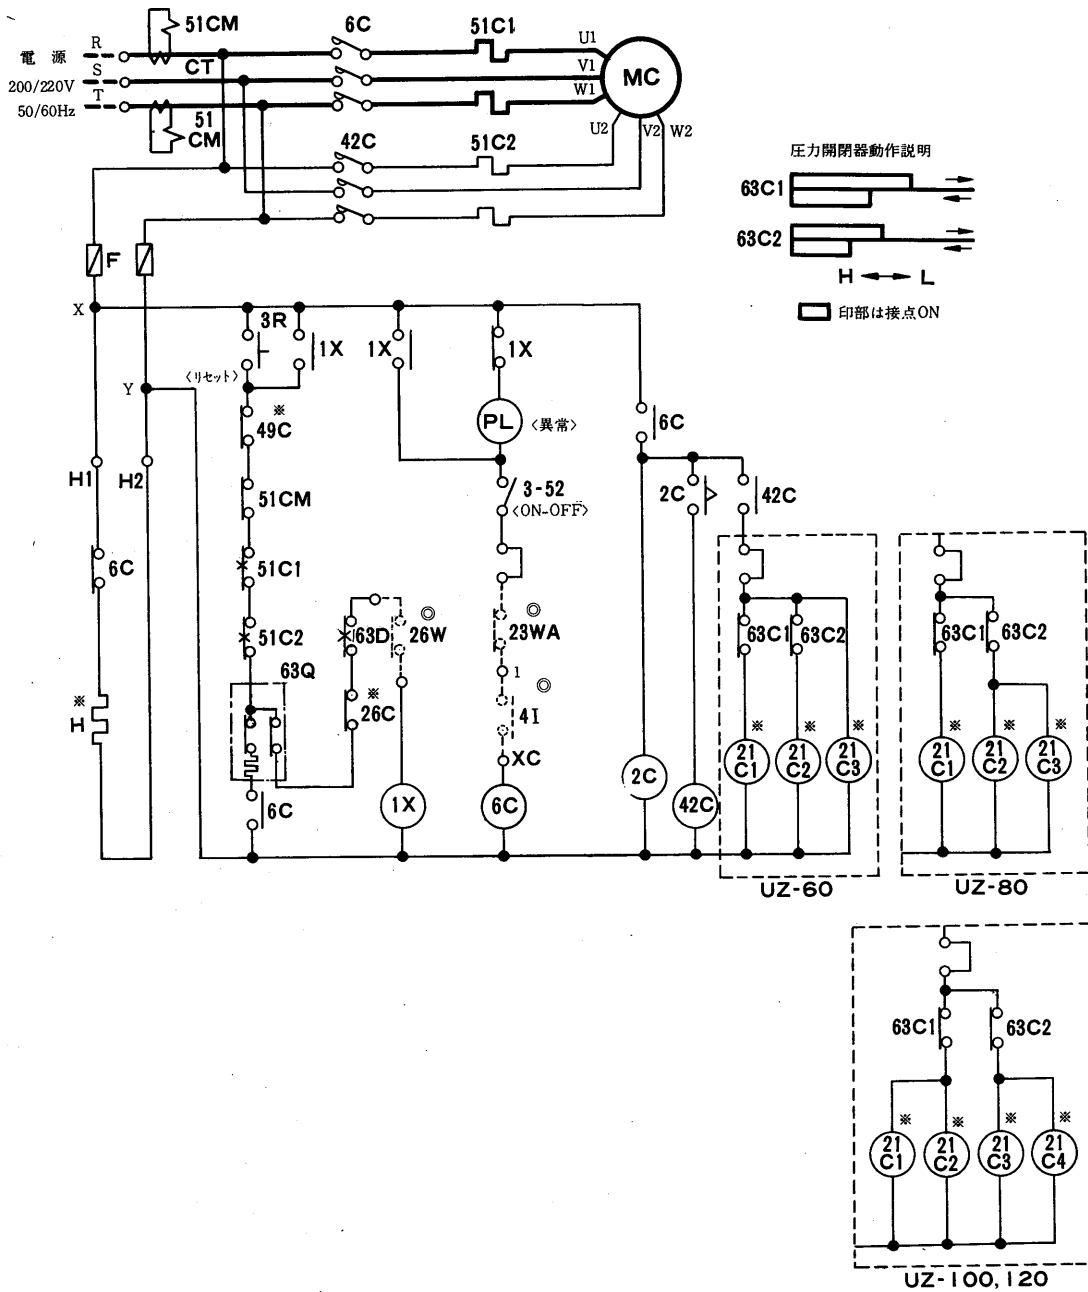 51CM
6C
51C1
電源
R
U1
200/220V
S
CT
V1
MC
50/60Hz
T
W1
51
CM
U2
V2
W2
42C
51C2
圧力開閉器動作説明
63C1
63C2
F
H ↔ L
印部は接点ON
X
3R
1X
1X
1X
Y
〈リセット〉
※
49C
PL
〈異常〉
6C
H1
H2
51CM
3-52
〈ON-OFF〉
2C
42C
6C
51C1
51C2
63D
◎
26W
◎
23WA
63C1
63C2
63C1
63C2
63Q
※
26C
1
◎
4I
※
H
XC
※
※
※
※
※
※
21
C1
21
C2
21
C3
21
C1
21
C2
21
C3
6C
1X
6C
2C
42C
UZ-60
UZ-80
63C1
63C2
※
※
※
※
21
C1
21
C2
21
C3
21
C4
UZ-100,120